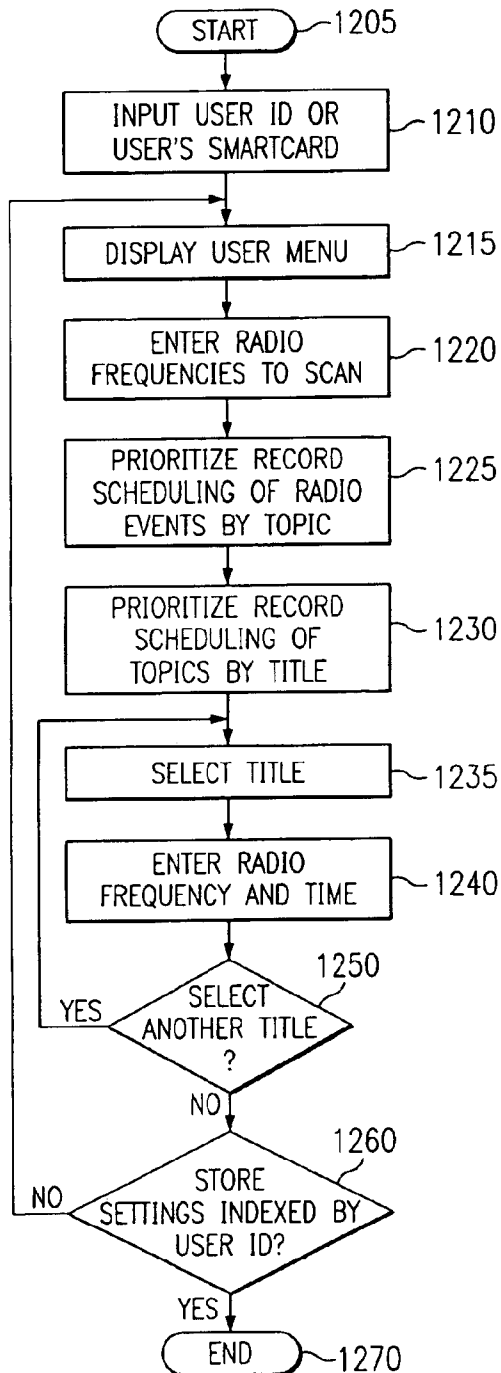 START
1205
INPUT USER ID OR
USER'S SMARTCARD
1210
DISPLAY USER MENU
1215
ENTER RADIO
FREQUENCIES TO SCAN
1220
PRIORITIZE RECORD
SCHEDULING OF RADIO
EVENTS BY TOPIC
1225
PRIORITIZE RECORD
SCHEDULING OF
TOPICS BY TITLE
1230
SELECT TITLE
1235
ENTER RADIO
FREQUENCY AND TIME
1240
1250
YES
SELECT
ANOTHER TITLE
?
NO
1260
NO
STORE
SETTINGS INDEXED BY
USER ID?
YES
END
1270